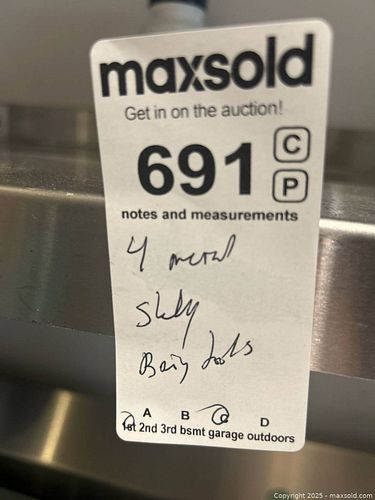 maxsold
Get in on the auction!
691 C
P
notes and measurements
4 metal
A B C D
1st 2nd 3rd bsmt garage outdoors
Copyright © 2025 - maxsold.com